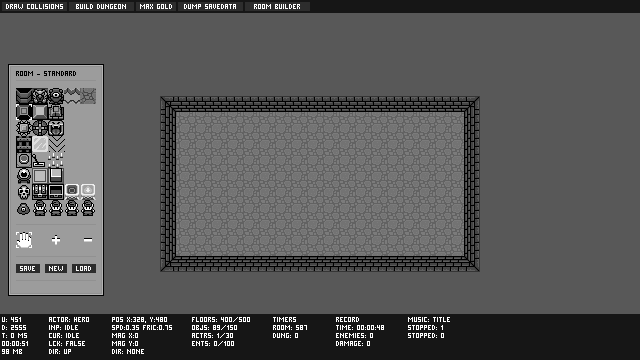 DRAW COLLISIONS BUILD DUNGEON MAX GOLD DUMP SAVEDATA ROOM BUILDER
ROOM - STANDARD
+ -
SAVE NEW LOAD
U: 451 ACTOR: HERO POS X:328, Y:480 FLOORS: 400/500 TIMERS RECORD MUSIC: TITLE
D: 2555 INP: IDLE SPD:0.35 FRIC:0.75 OBJS: 89/150 ROOM: 587 TIME: 00:00:48 STOPPED: 1
T: 0 MS CUR: IDLE MAG X:0 ACTRS: 1/30 DUNG: 0 ENEMIES: 0 STOPPED: 0
00:00:51 LCK: FALSE MAG Y:0 ENTS: 0/100 DAMAGE: 0
98 MB DIR: UP DIR: NONE